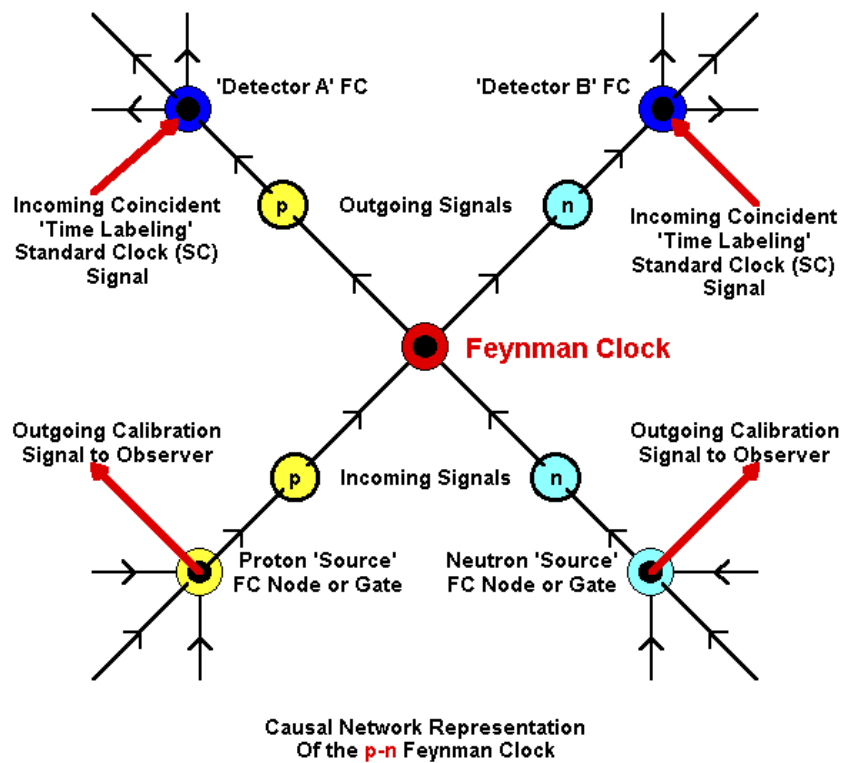 'Detector A' FC
'Detector B' FC
p
Outgoing Signals
n
Incoming Coincident
'Time Labeling'
Standard Clock (SC)
Signal
Incoming Coincident
'Time Labeling'
Standard Clock (SC)
Signal
Feynman Clock
Outgoing Calibration
Signal to Observer
Outgoing Calibration
Signal to Observer
p
Incoming Signals
n
Proton 'Source'
FC Node or Gate
Neutron 'Source'
FC Node or Gate
Causal Network Representation
Of the p-n Feynman Clock